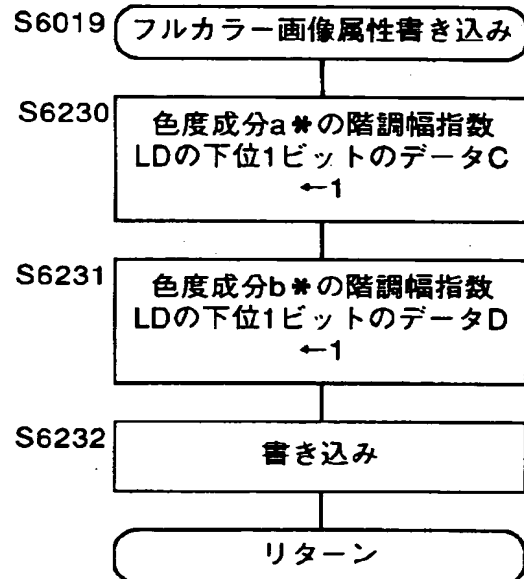 S6019 フルカラー画像属性書き込み
S6230
色度成分a*の階調幅指数
LDの下位1ビットのデータC
←1
S6231
色度成分b*の階調幅指数
LDの下位1ビットのデータD
←1
S6232
書き込み
リターン